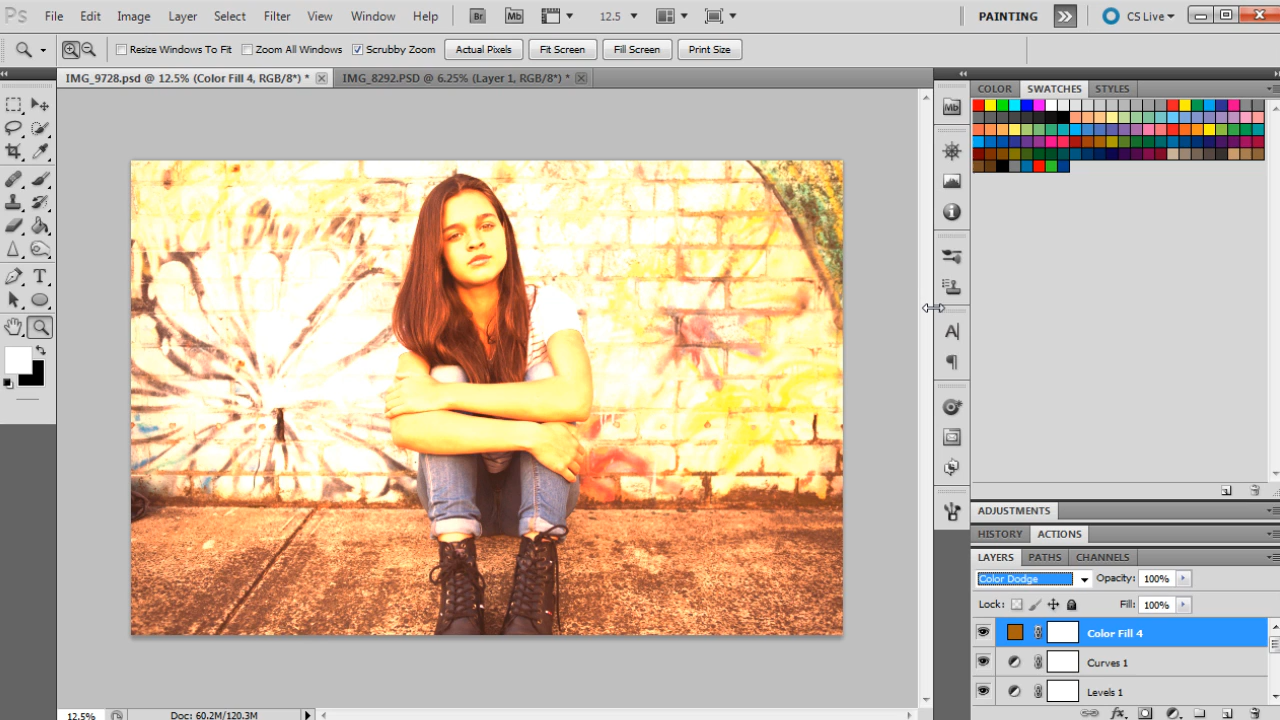 Ps File Edit Image Layer Select Filter View Window Help Br Mb 12.5 PAINTING CS Live
Resize Windows To Fit Zoom All Windows Scrubby Zoom Actual Pixels Fit Screen Fill Screen Print Size
IMG_9728.psd @ 12.5% (Color Fill 4, RGB/8*) * IMG_8292.PSD @ 6.25% (Layer 1, RGB/8*) *
COLOR SWATCHES STYLES
Mb
ADJUSTMENTS
HISTORY ACTIONS
LAYERS PATHS CHANNELS
Color Dodge Opacity: 100%
Lock: Fill: 100%
Color Fill 4
Curves 1
Levels 1
12.5% Doc: 60.2M/120.3M